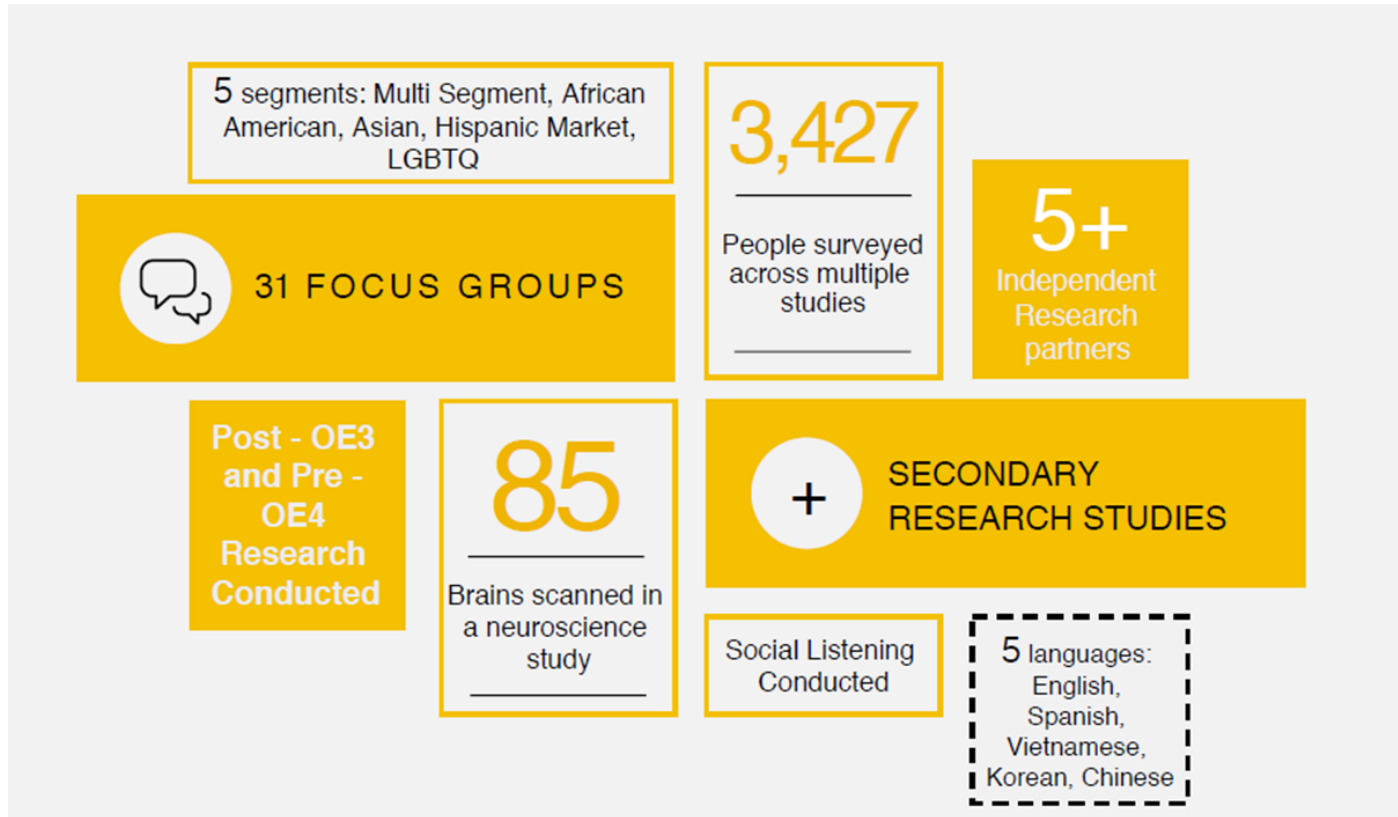 5 segments: Multi Segment, African
American, Asian, Hispanic Market,
LGBTQ
31 FOCUS GROUPS
3,427
People surveyed
across multiple
studies
5+
Independent
Research
partners
Post - OE3
and Pre -
OE4
Research
Conducted
85
Brains scanned in
a neuroscience
study
+
SECONDARY
RESEARCH STUDIES
Social Listening
Conducted
5 languages:
English,
Spanish,
Vietnamese,
Korean, Chinese